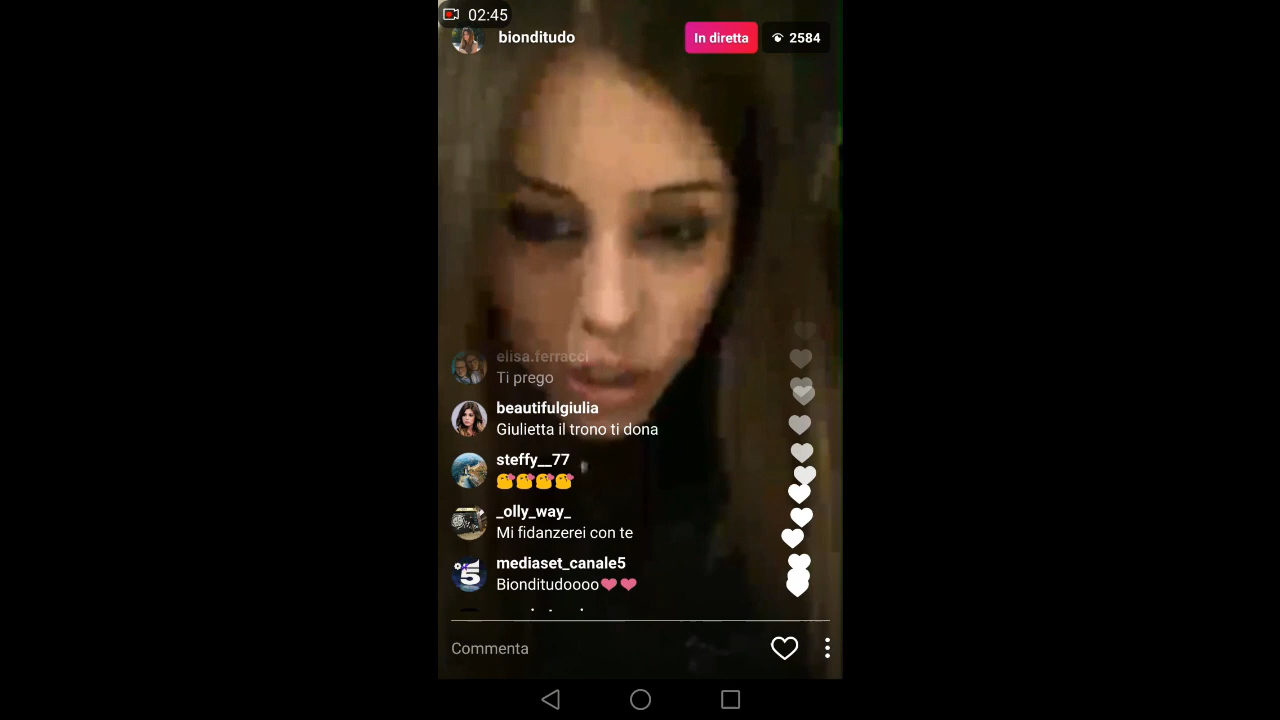 02:45
bionditudo
In diretta
2584
elisa.ferracci
Ti prego
beautifulgiulia
Giulietta il trono ti dona
steffy__77
_olly_way_
Mi fidanzerei con te
mediaset_canale5
Bionditudoooo
Commenta